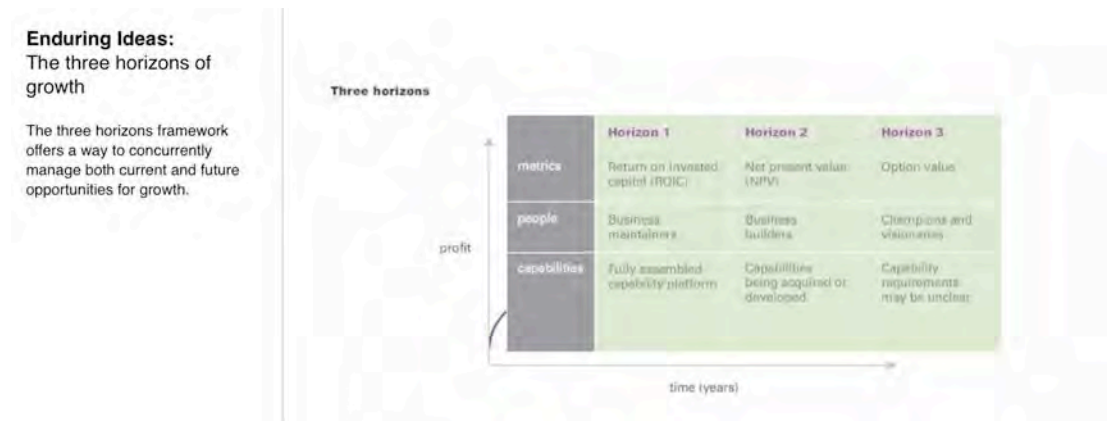 Enduring Ideas:
The three horizons of
growth
The three horizons framework
offers a way to concurrently
manage both current and future
opportunities for growth.
Three horizons
Horizon 1
Horizon 2
Horizon 3
metrics
Return on invested
capital (ROIC)
Net present value
(NPV)
Option value
people
Business
maintainers
Business
builders
Champions and
visionaries
profit
capabilities
Fully assembled
capability platform
Capabilities
being acquired or
developed
Capability
requirements
may be unclear
time (years)